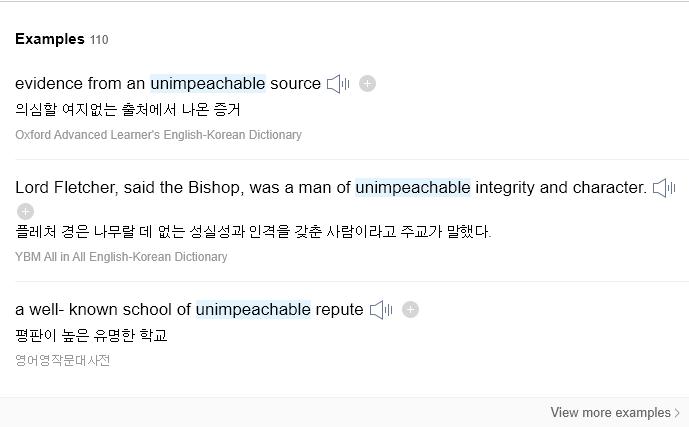 Examples 110
evidence from an unimpeachable source
의심할 여지없는 출처에서 나온 증거
Oxford Advanced Learner's English-Korean Dictionary
Lord Fletcher, said the Bishop, was a man of unimpeachable integrity and character.
플레처 경은 나무랄 데 없는 성실성과 인격을 갖춘 사람이라고 주교가 말했다.
YBM All in All English-Korean Dictionary
a well- known school of unimpeachable repute
평판이 높은 유명한 학교
영어영작문대사전
View more examples